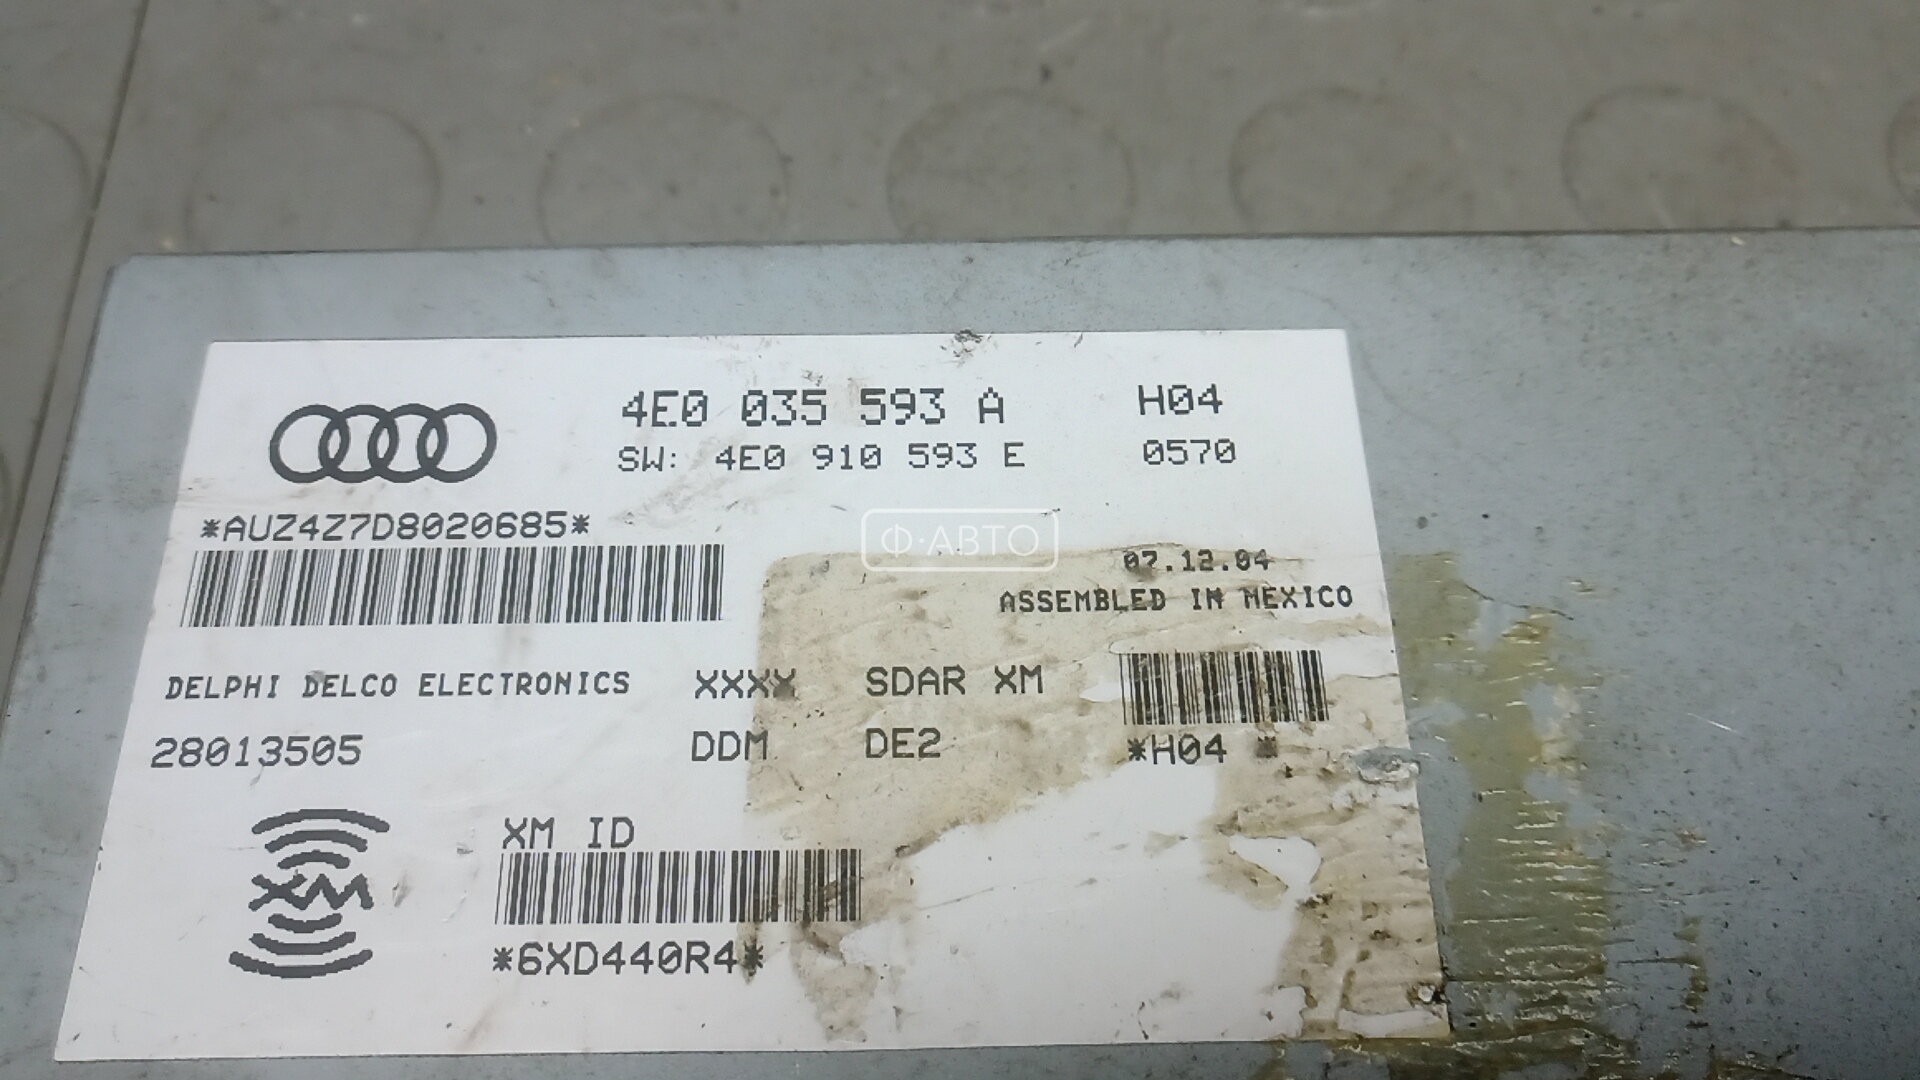 4E0 035 593 A H04
SW: 4E0 910 593 E 0570
*AUZ4Z7D8020685*
Ф·АВТО
07.12.04
ASSEMBLED IN MEXICO
DELPHI DELCO ELECTRONICS XXXX SDAR XM
28013505 DDM DE2 *H04 *
XM ID
XM
*6XD440R4*